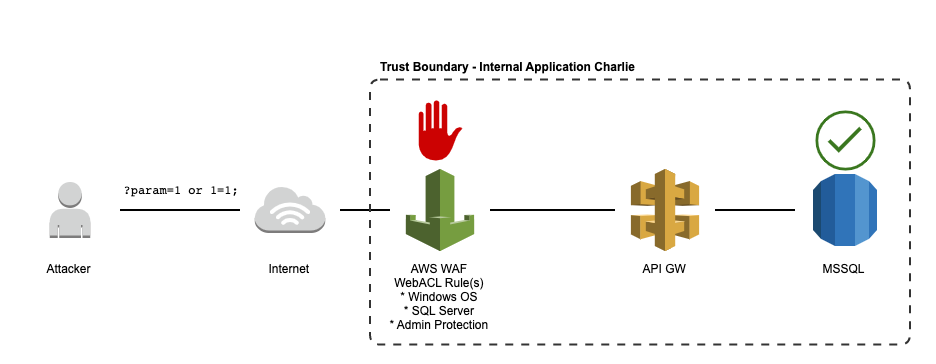 Trust Boundary - Internal Application Charlie
?param=1 or 1=1;
Attacker
Internet
AWS WAF
WebACL Rule(s)
* Windows OS
* SQL Server
* Admin Protection
API GW
MSSQL